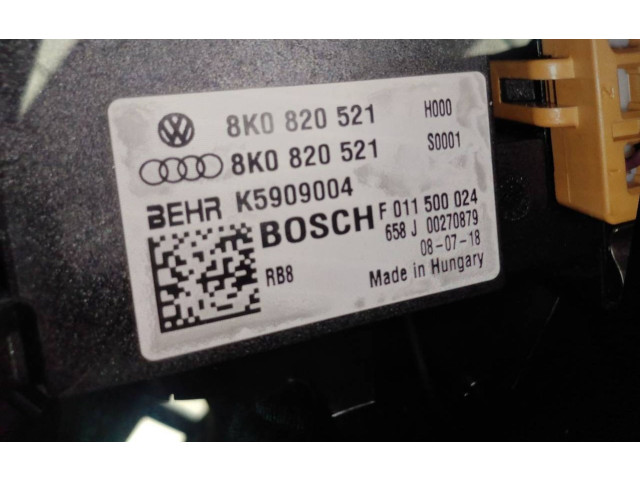 8K0 820 521 H000
8K0 820 521 S0001
BEHR K5909004
BOSCH F 011 500 024
658 J 00270879
08-07-18
RB8 Made in Hungary